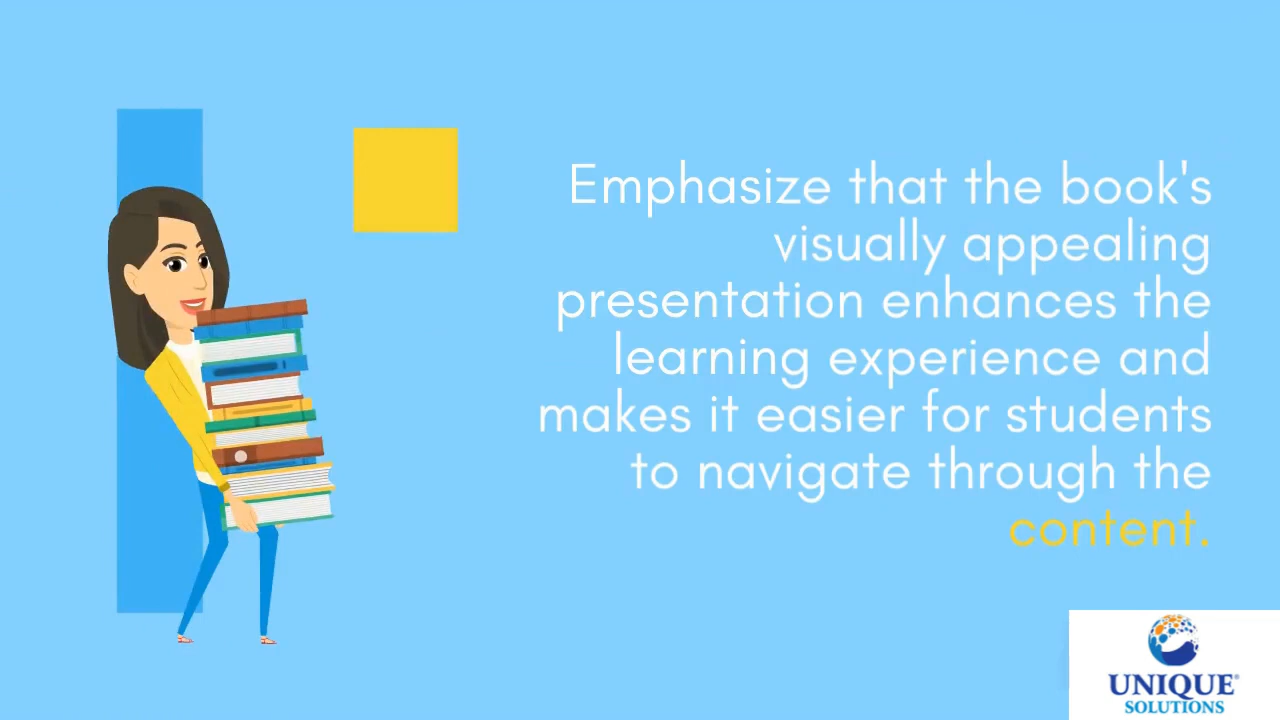 Emphasize that the book's
visually appealing
presentation enhances the
learning experience and
makes it easier for students
to navigate through the
content.
UNIQUE®
SOLUTIONS